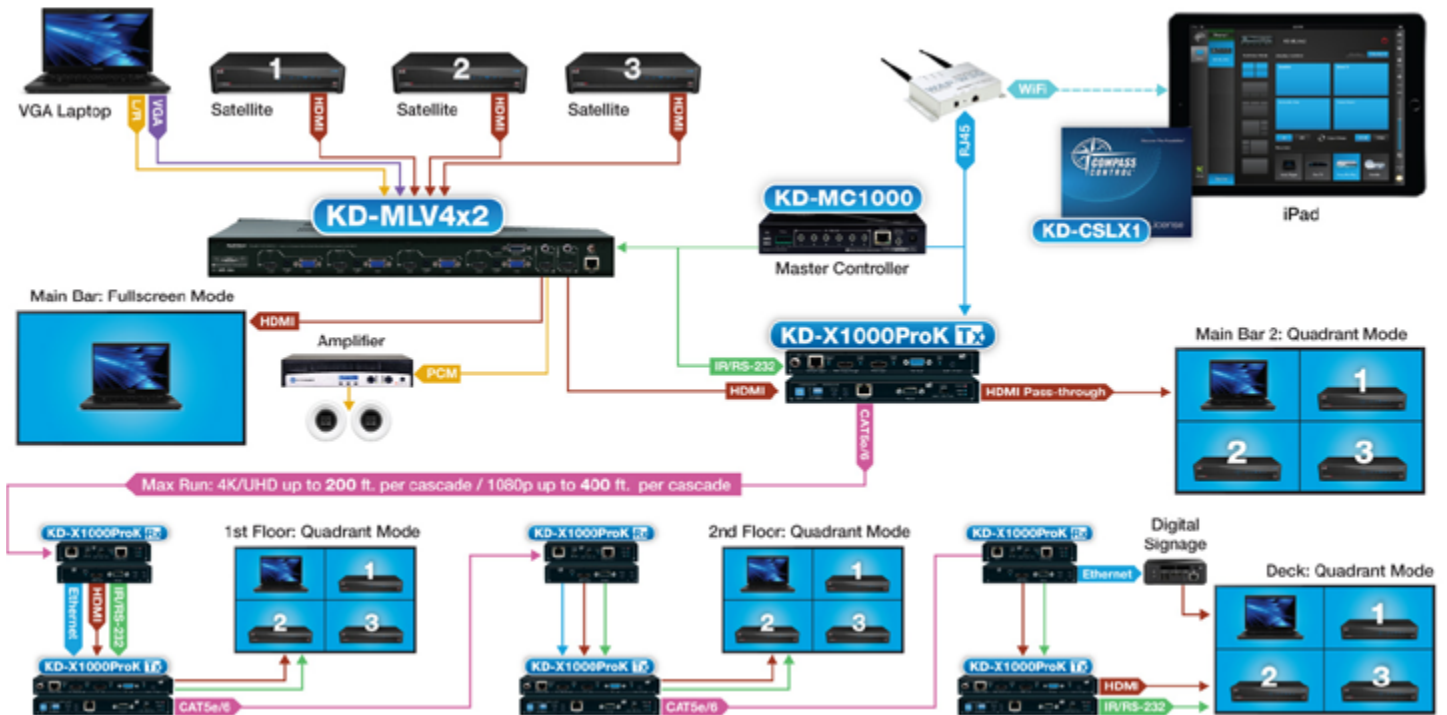 VGA Laptop
L/R
VGA
1
Satellite
HDMI
2
Satellite
HDMI
3
Satellite
HDMI
WiFi
RJ45
COMPASS CONTROL
KD-CSLX1
License
iPad
KD-MLV4x2
KD-MC1000
Master Controller
Main Bar: Fullscreen Mode
HDMI
Amplifier
PCM
KD-X1000ProK Tx
IR/RS-232
HDMI
HDMI Pass-through
CAT5e/6
Main Bar 2: Quadrant Mode
1
2
3
Max Run: 4K/UHD up to 200 ft. per cascade / 1080p up to 400 ft. per cascade
KD-X1000ProK Rx
1st Floor: Quadrant Mode
1
2
3
Ethernet
HDMI
IR/RS-232
KD-X1000ProK Tx
CAT5e/6
KD-X1000ProK Rx
2nd Floor: Quadrant Mode
1
2
3
KD-X1000ProK Tx
CAT5e/6
KD-X1000ProK Rx
Ethernet
Digital
Signage
Deck: Quadrant Mode
1
2
3
KD-X1000ProK Tx
HDMI
IR/RS-232